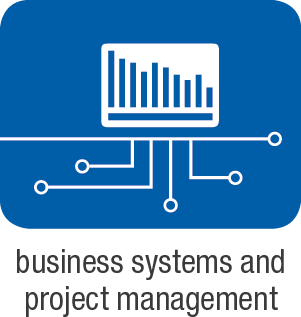 business systems and
project management